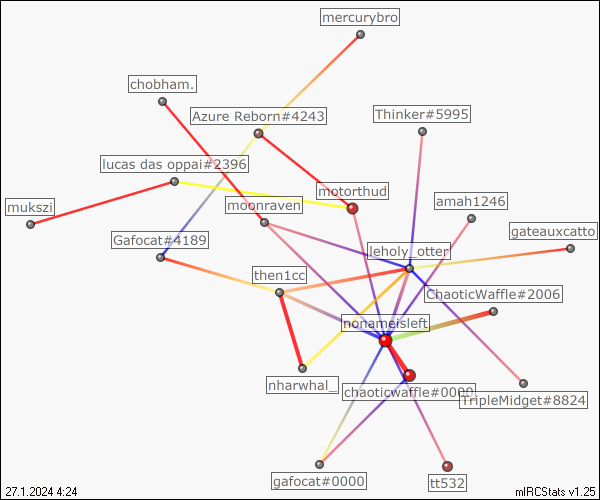 mercurybro
chobham.
Azure Reborn#4243
Thinker#5995
lucas das oppai#2396
motorthud
mukszi
moonraven
amah1246
gateauxcatto
Gafocat#4189
leholy_otter
then1cc
ChaoticWaffle#2006
nonameisleft
nharwhal_
chaoticwaffle#0000
TripleMidget#8824
gafocat#0000
tt532
27.1.2024 4:24
mIRCStats v1.25